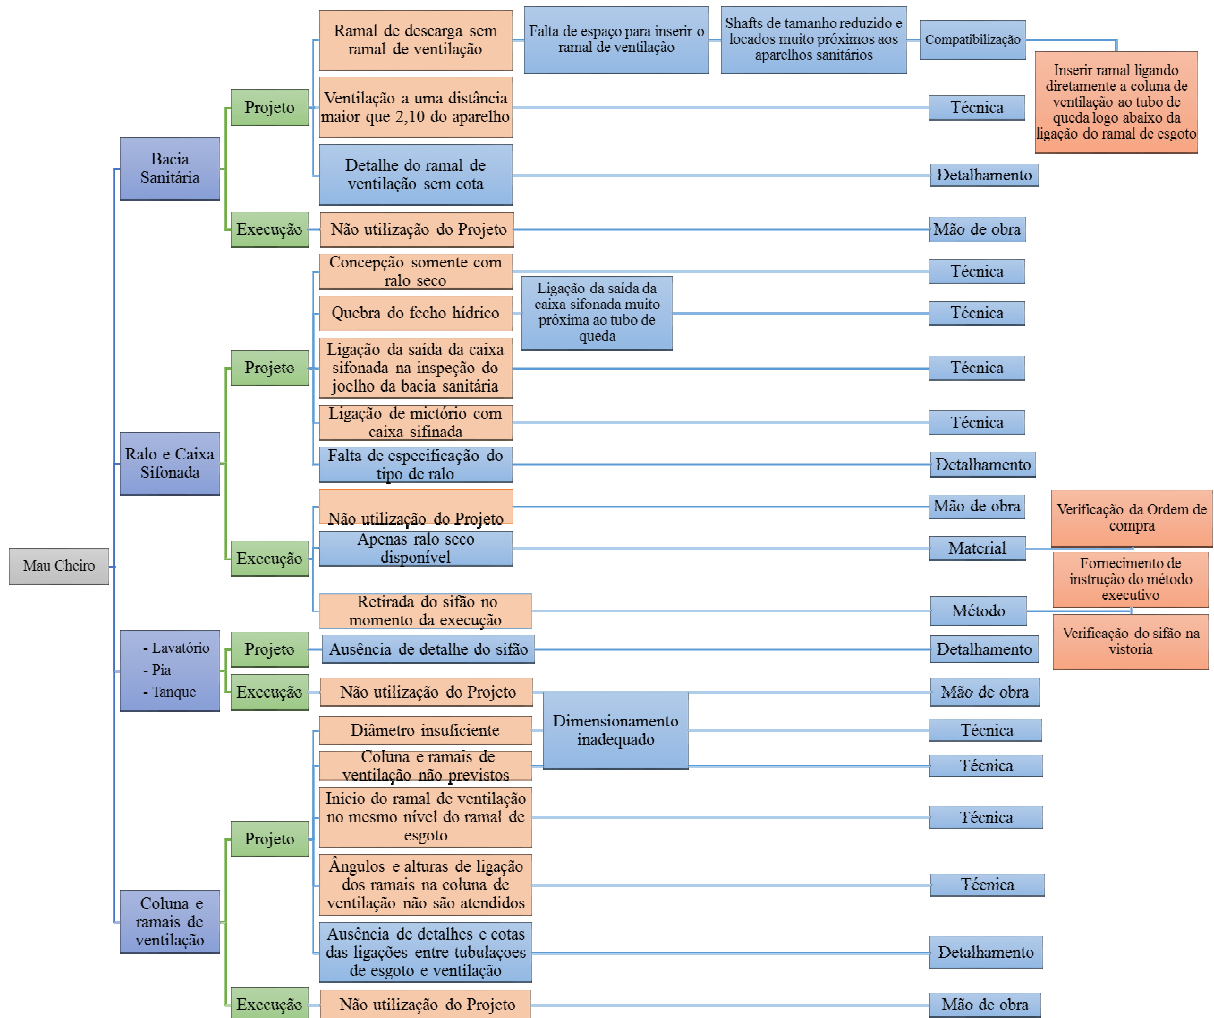 Mau Cheiro
Bacia
Sanitária
Projeto
Ramal de descarga sem
ramal de ventilação
Falta de espaço para inserir o
ramal de ventilação
Shafts de tamanho reduzido e
locados muito próximos aos
aparelhos sanitários
Compatibilização
Inserir ramal ligando
diretamente a coluna de
ventilação ao tubo de
queda logo abaixo da
ligação do ramal de esgoto
Ventilação a uma distância
maior que 2,10 do aparelho
Técnica
Detalhe do ramal de
ventilação sem cota
Detalhamento
Execução
Não utilização do Projeto
Mão de obra
Ralo e Caixa
Sifonada
Projeto
Concepção somente com
ralo seco
Técnica
Quebra do fecho hídrico
Ligação da saída da
caixa sifonada muito
próxima ao tubo de
queda
Técnica
Ligação da saída da caixa
sifonada na inspeção do
joelho da bacia sanitária
Técnica
Ligação de mictório com
caixa sifinada
Técnica
Falta de especificação do
tipo de ralo
Detalhamento
Execução
Não utilização do Projeto
Mão de obra
Apenas ralo seco
disponível
Material
Verificação da Ordem de
compra
Retirada do sifão no
momento da execução
Método
Fornecimento de
instrução do método
executivo
Verificação do sifão na
vistoria
- Lavatório
- Pia
- Tanque
Projeto
Ausência de detalhe do sifão
Detalhamento
Execução
Não utilização do Projeto
Mão de obra
Coluna e
ramais de
ventilação
Projeto
Diâmetro insuficiente
Dimensionamento
inadequado
Técnica
Coluna e ramais de
ventilação não previstos
Técnica
Inicio do ramal de ventilação
no mesmo nível do ramal de
esgoto
Técnica
Ângulos e alturas de ligação
dos ramais na coluna de
ventilação não são atendidos
Técnica
Ausência de detalhes e cotas
das ligações entre tubulaçoes
de esgoto e ventilação
Detalhamento
Execução
Não utilização do Projeto
Mão de obra